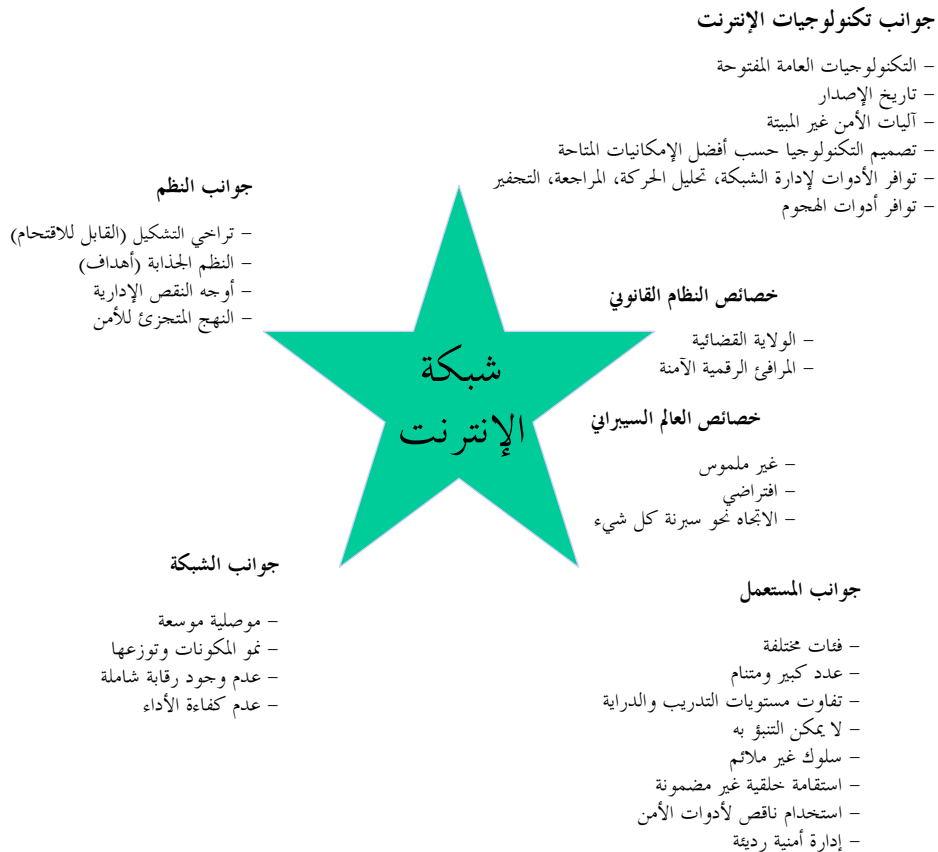 جوانب تكنولوجيات الإنترنت
– التكنولوجيات العامة المفتوحة
– تاريخ الإصدار
– آليات الأمن غير المبيتة
– تصميم التكنولوجيا حسب أفضل الإمكانيات المتاحة
– توافر الأدوات لإدارة الشبكة، تحليل الحركة، المراجعة، التجفير
– توافر أدوات الهجوم
جوانب النظم
– تراخي التشكيل (القابل للاقتحام)
– النظم الجذابة (أهداف)
– أوجه النقص الإدارية
– النهج المتجزئ للأمن
خصائص النظام القانوني
– الولاية القضائية
– المرافئ الرقمية الآمنة
شبكة
الإنترنت
خصائص العالم السيبراني
– غير ملموس
– افتراضي
– الاتجاه نحو سبرنة كل شيء
جوانب الشبكة
– موصلية موسعة
– نمو المكونات وتوزعها
– عدم وجود رقابة شاملة
– عدم كفاءة الأداء
جوانب المستعمل
– فئات مختلفة
– عدد كبير ومتنام
– تفاوت مستويات التدريب والدراية
– لا يمكن التنبؤ به
– سلوك غير ملائم
– استقامة خلقية غير مضمونة
– استخدام ناقص لأدوات الأمن
– إدارة أمنية رديئة